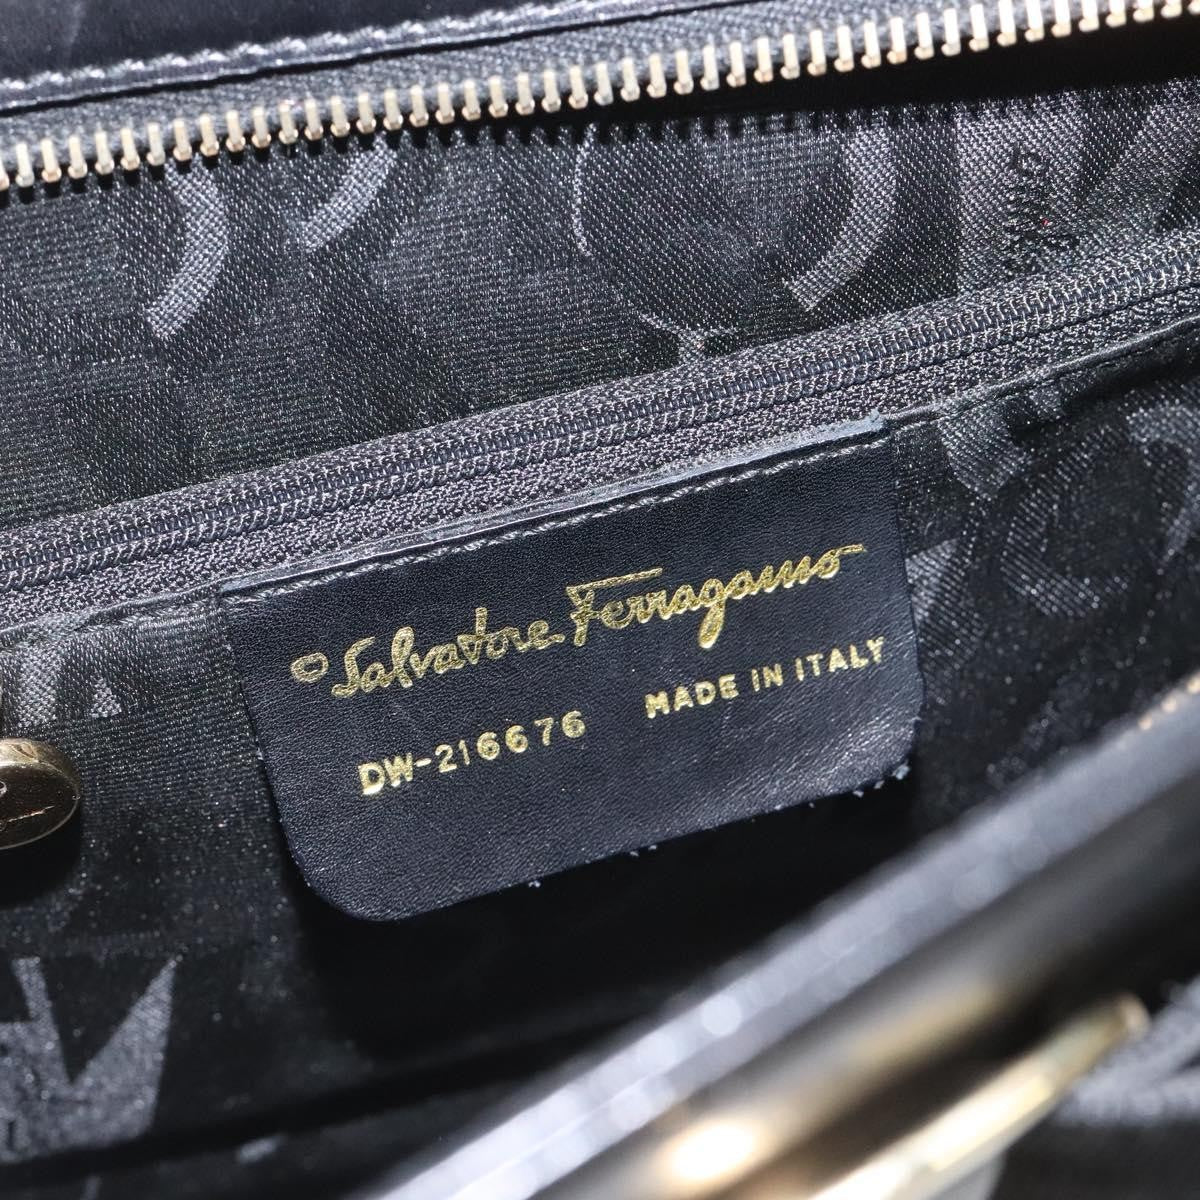 Salvatore Ferragamo
DW-216676 MADE IN ITALY